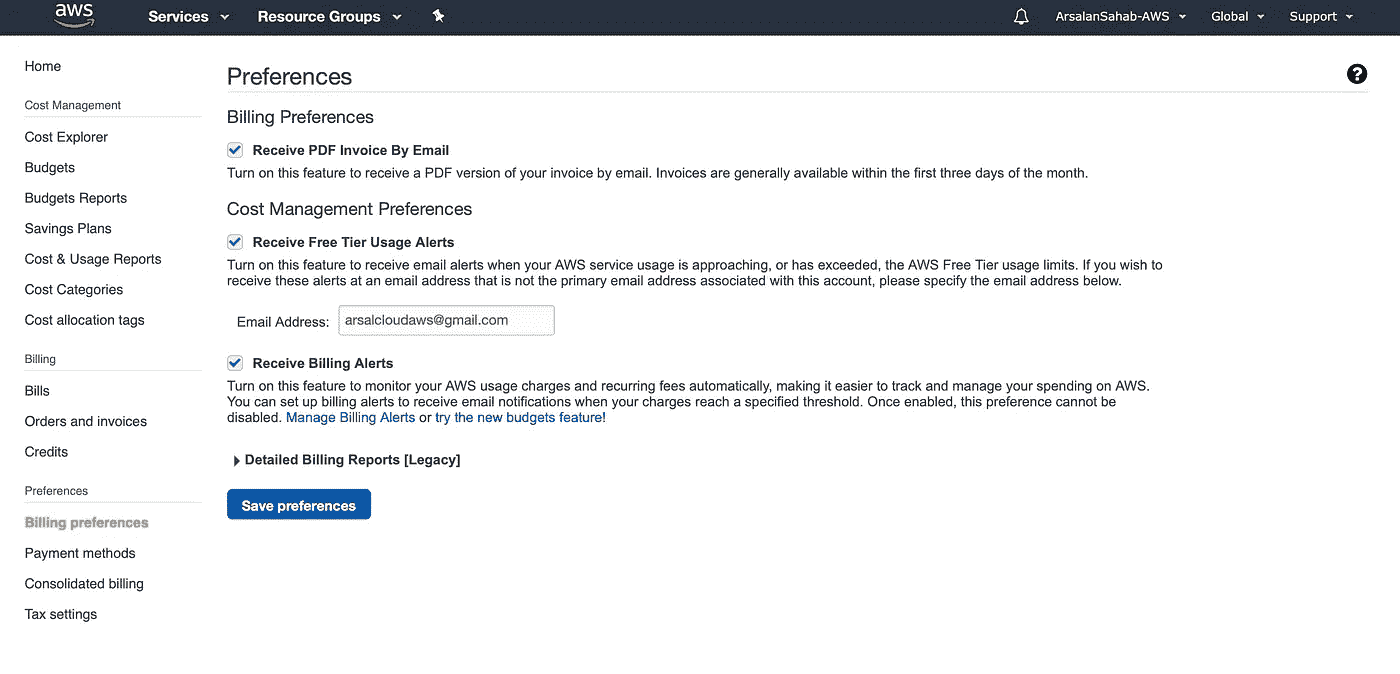 aws Services Resource Groups ArsalanSahab-AWS Global Support
Home
Cost Management
Cost Explorer
Budgets
Budgets Reports
Savings Plans
Cost & Usage Reports
Cost Categories
Cost allocation tags
Billing
Bills
Orders and invoices
Credits
Preferences
Billing preferences
Payment methods
Consolidated billing
Tax settings
Preferences
?
Billing Preferences
Receive PDF Invoice By Email
Turn on this feature to receive a PDF version of your invoice by email. Invoices are generally available within the first three days of the month.
Cost Management Preferences
Receive Free Tier Usage Alerts
Turn on this feature to receive email alerts when your AWS service usage is approaching, or has exceeded, the AWS Free Tier usage limits. If you wish to
receive these alerts at an email address that is not the primary email address associated with this account, please specify the email address below.
Email Address: arsalcloudaws@gmail.com
Receive Billing Alerts
Turn on this feature to monitor your AWS usage charges and recurring fees automatically, making it easier to track and manage your spending on AWS.
You can set up billing alerts to receive email notifications when your charges reach a specified threshold. Once enabled, this preference cannot be
disabled. Manage Billing Alerts or try the new budgets feature!
Detailed Billing Reports [Legacy]
Save preferences